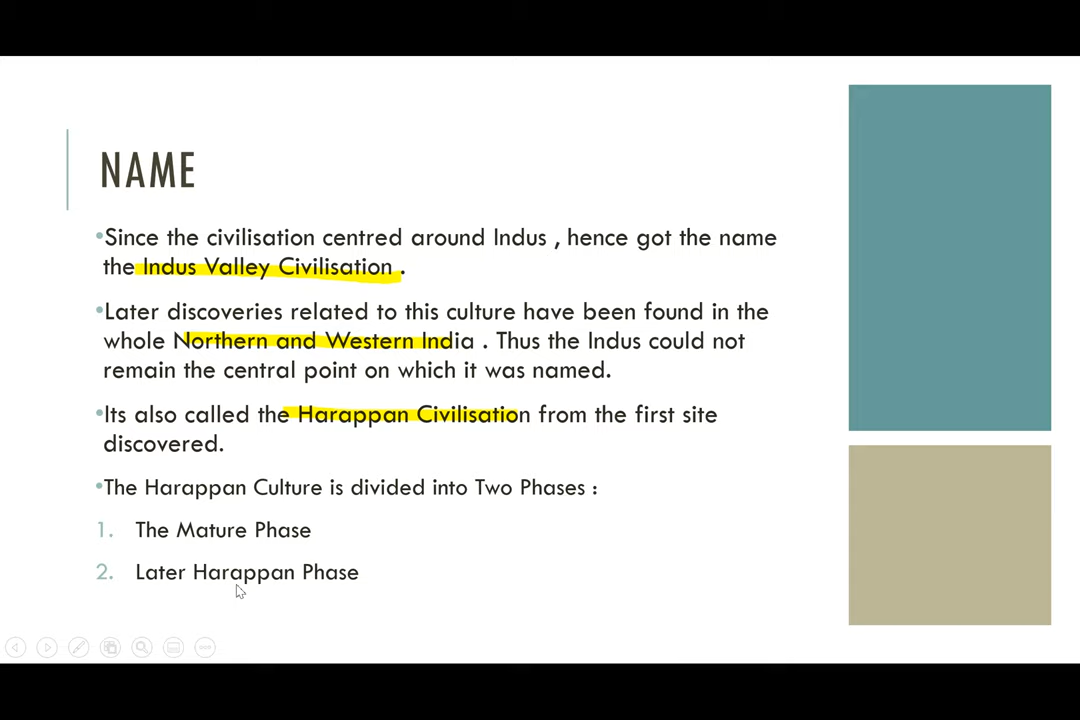 NAME
•Since the civilisation centred around Indus , hence got the name
the Indus Valley Civilisation .
•Later discoveries related to this culture have been found in the
whole Northern and Western India . Thus the Indus could not
remain the central point on which it was named.
•Its also called the Harappan Civilisation from the first site
discovered.
•The Harappan Culture is divided into Two Phases :
1. The Mature Phase
2. Later Harappan Phase